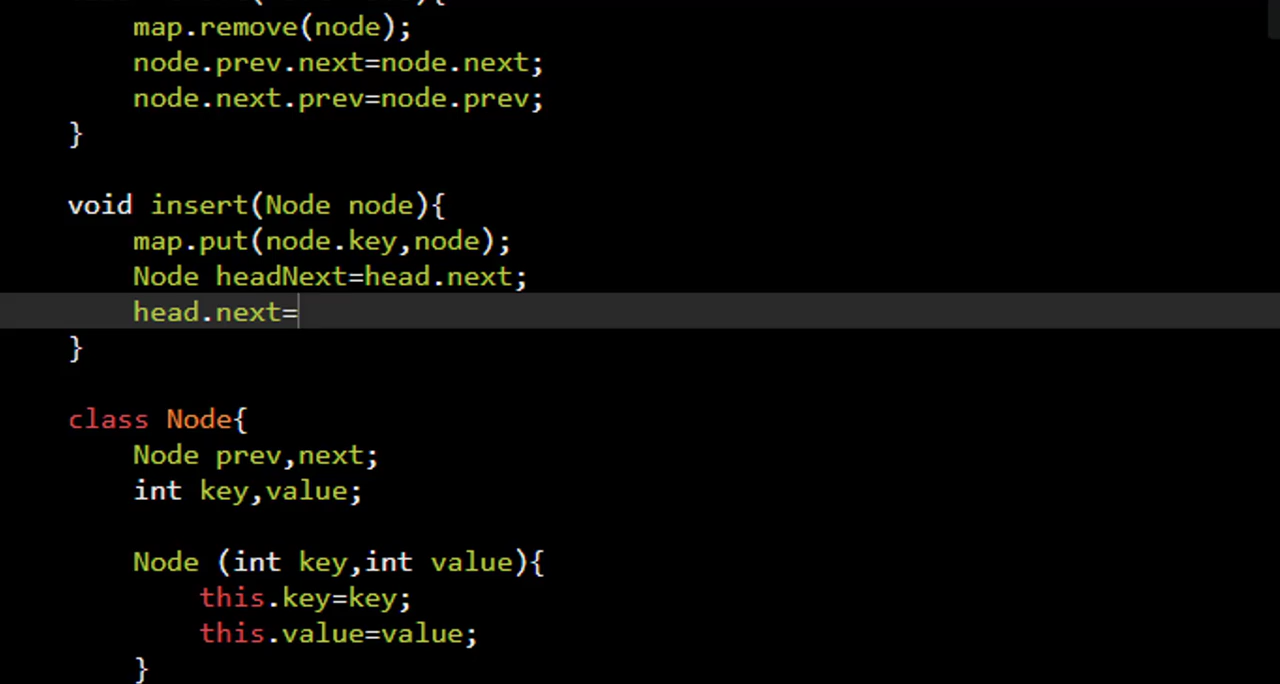 map.remove(node);
node.prev.next=node.next;
node.next.prev=node.prev;
}
void insert(Node node){
map.put(node.key,node);
Node headNext=head.next;
head.next=
}
class Node{
Node prev,next;
int key,value;
Node (int key,int value){
this.key=key;
this.value=value;
}